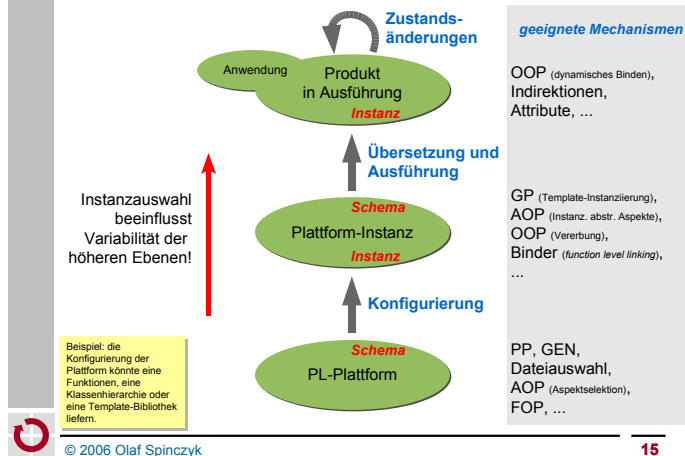 Zustands-
änderungen
geeignete Mechismen
Anwendung
Produkt
in Ausführung
Instanz
OOP (dynamisches Binden),
Indirektionen,
Attribute, ...
Übersetzung und
Ausführung
Instanzauswahl
beeinflusst
Variabilität der
höheren Ebenen!
Schema
Plattform-Instanz
Instanz
GP (Template-Instanziierung),
AOP (Instanz. abstr. Aspekte),
OOP (Vererbung),
Binder (function level linking),
...
Konfigurierung
Beispiel: die
Konfigurierung der
Plattform könnte eine
Funktionen, eine
Klassenhierarchie oder
eine Template-Bibliothek
liefern.
Schema
PL-Plattform
PP, GEN,
Dateiauswahl,
AOP (Aspektselektion),
FOP, ...
© 2006 Olaf Spinczyk
15